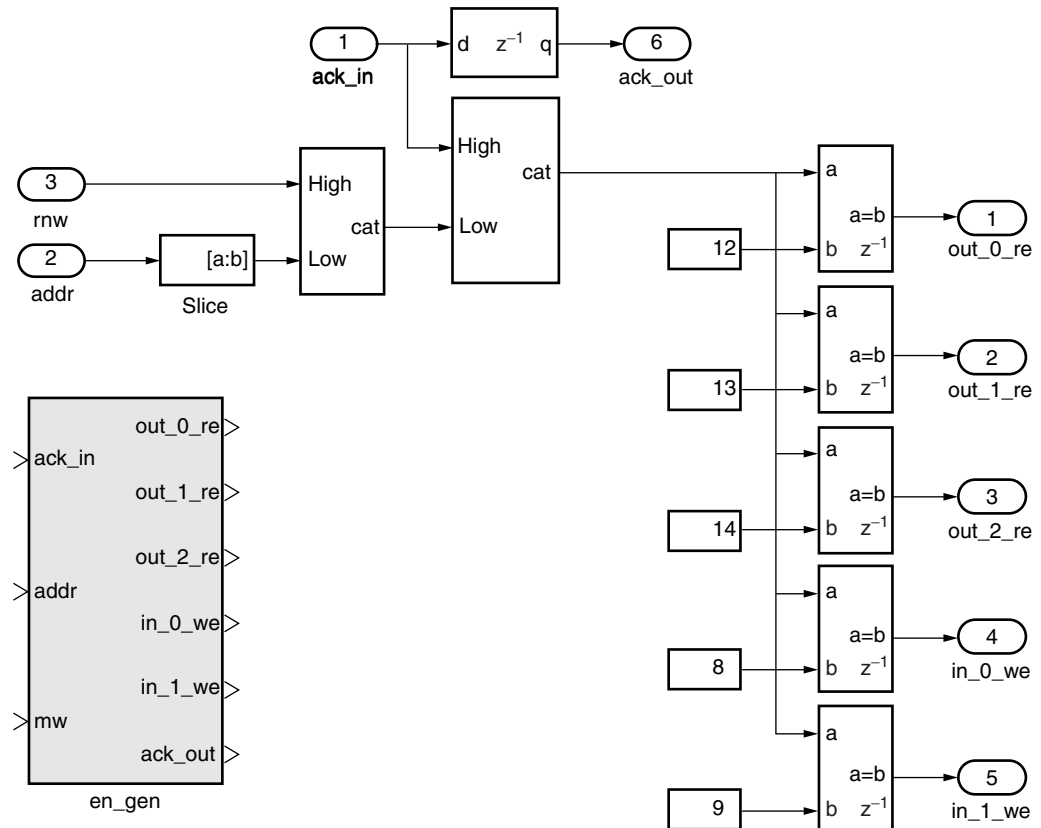 1
ack_in
d z⁻¹ q
6
ack_out
High
Low
cat
3
rnw
2
addr
[a:b]
Slice
High
Low
cat
a
b
a=b
z⁻¹
12
1
out_0_re
a
b
a=b
z⁻¹
13
2
out_1_re
a
b
a=b
z⁻¹
14
3
out_2_re
a
b
a=b
z⁻¹
8
4
in_0_we
a
b
a=b
z⁻¹
9
5
in_1_we
ack_in
addr
mw
out_0_re
out_1_re
out_2_re
in_0_we
in_1_we
ack_out
en_gen